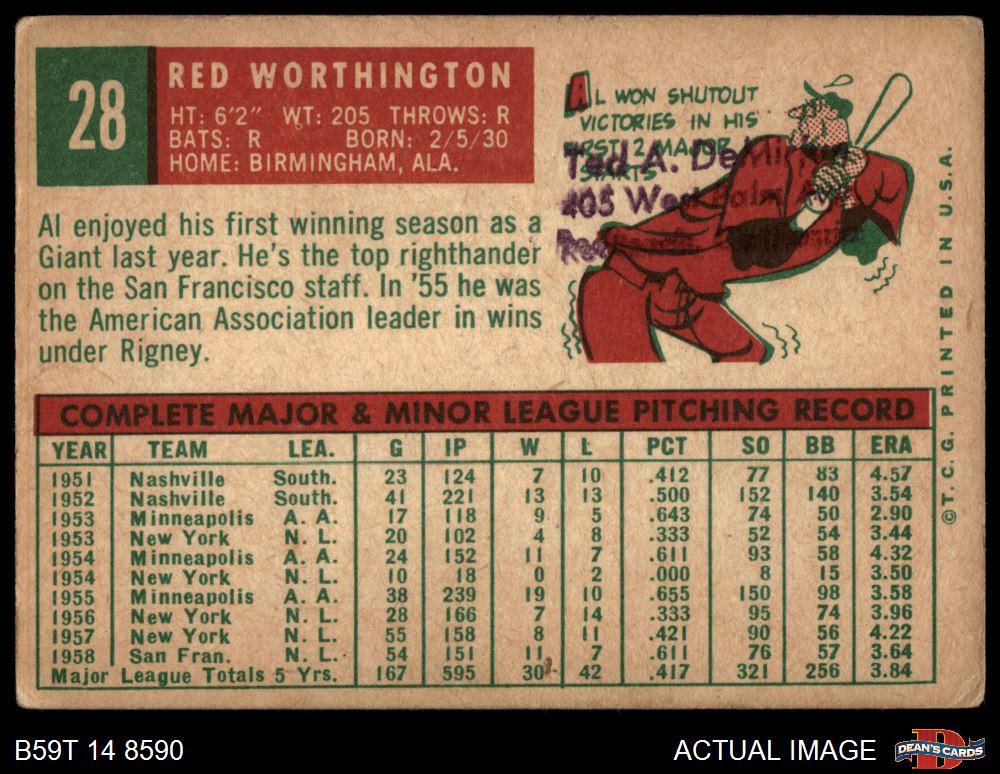 28
RED WORTHINGTON
HT: 6'2" WT: 205 THROWS: R
BATS: R BORN: 2/5/30
HOME: BIRMINGHAM, ALA.
AL WON SHUTOUT
VICTORIES IN HIS
FIRST 2 MAJOR
STARTS
Ted A.
405 West Palm
Al enjoyed his first winning season as a
Giant last year. He's the top righthander
on the San Francisco staff. In '55 he was
the American Association leader in wins
under Rigney.
© T. C. G. PRINTED IN U.S.A.
COMPLETE MAJOR & MINOR LEAGUE PITCHING RECORD
YEAR TEAM LEA. G IP W L PCT SO BB ERA
1951 Nashville South. 23 124 7 10 .412 77 83 4.57
1952 Nashville South. 41 221 13 13 .500 152 140 3.54
1953 Minneapolis A. A. 17 118 9 5 .643 74 50 2.90
1953 New York N. L. 20 102 4 8 .333 52 54 3.44
1954 Minneapolis A. A. 24 152 11 7 .611 93 58 4.32
1954 New York N. L. 10 18 0 2 .000 8 15 3.50
1955 Minneapolis A. A. 38 239 19 10 .655 150 98 3.58
1956 New York N. L. 28 166 7 14 .333 95 74 3.96
1957 New York N. L. 55 158 8 11 .421 90 56 4.22
1958 San Fran. N. L. 54 151 11 7 .611 76 57 3.64
Major League Totals 5 Yrs. 167 595 30 42 .417 321 256 3.84
B59T 14 8590
ACTUAL IMAGE
DEAN'S CARDS